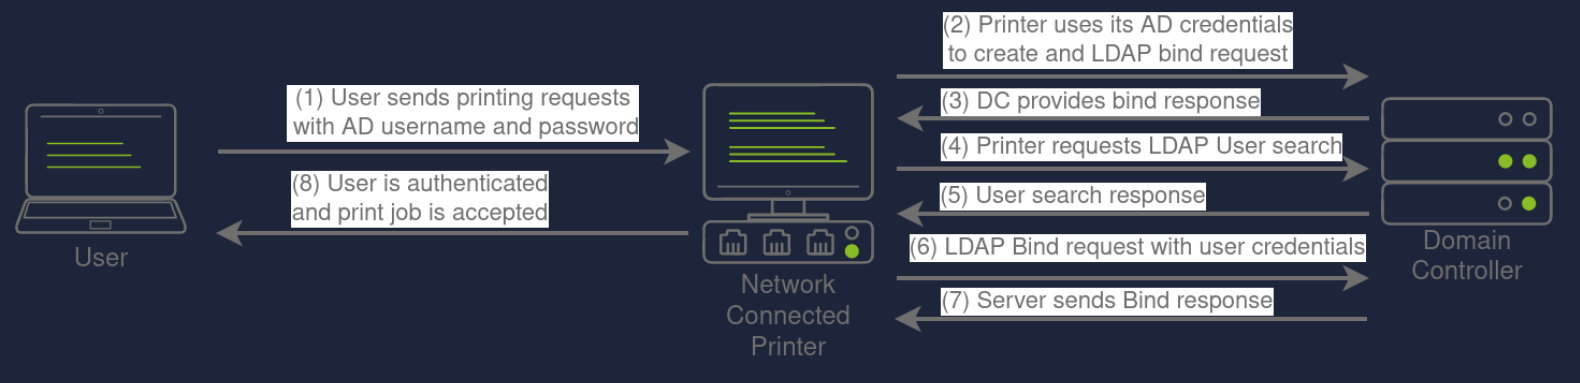 (1) User sends printing requests
with AD username and password
(8) User is authenticated
and print job is accepted
User
Network
Connected
Printer
(2) Printer uses its AD credentials
to create and LDAP bind request
(3) DC provides bind response
(4) Printer requests LDAP User search
(5) User search response
(6) LDAP Bind request with user credentials
(7) Server sends Bind response
Domain
Controller